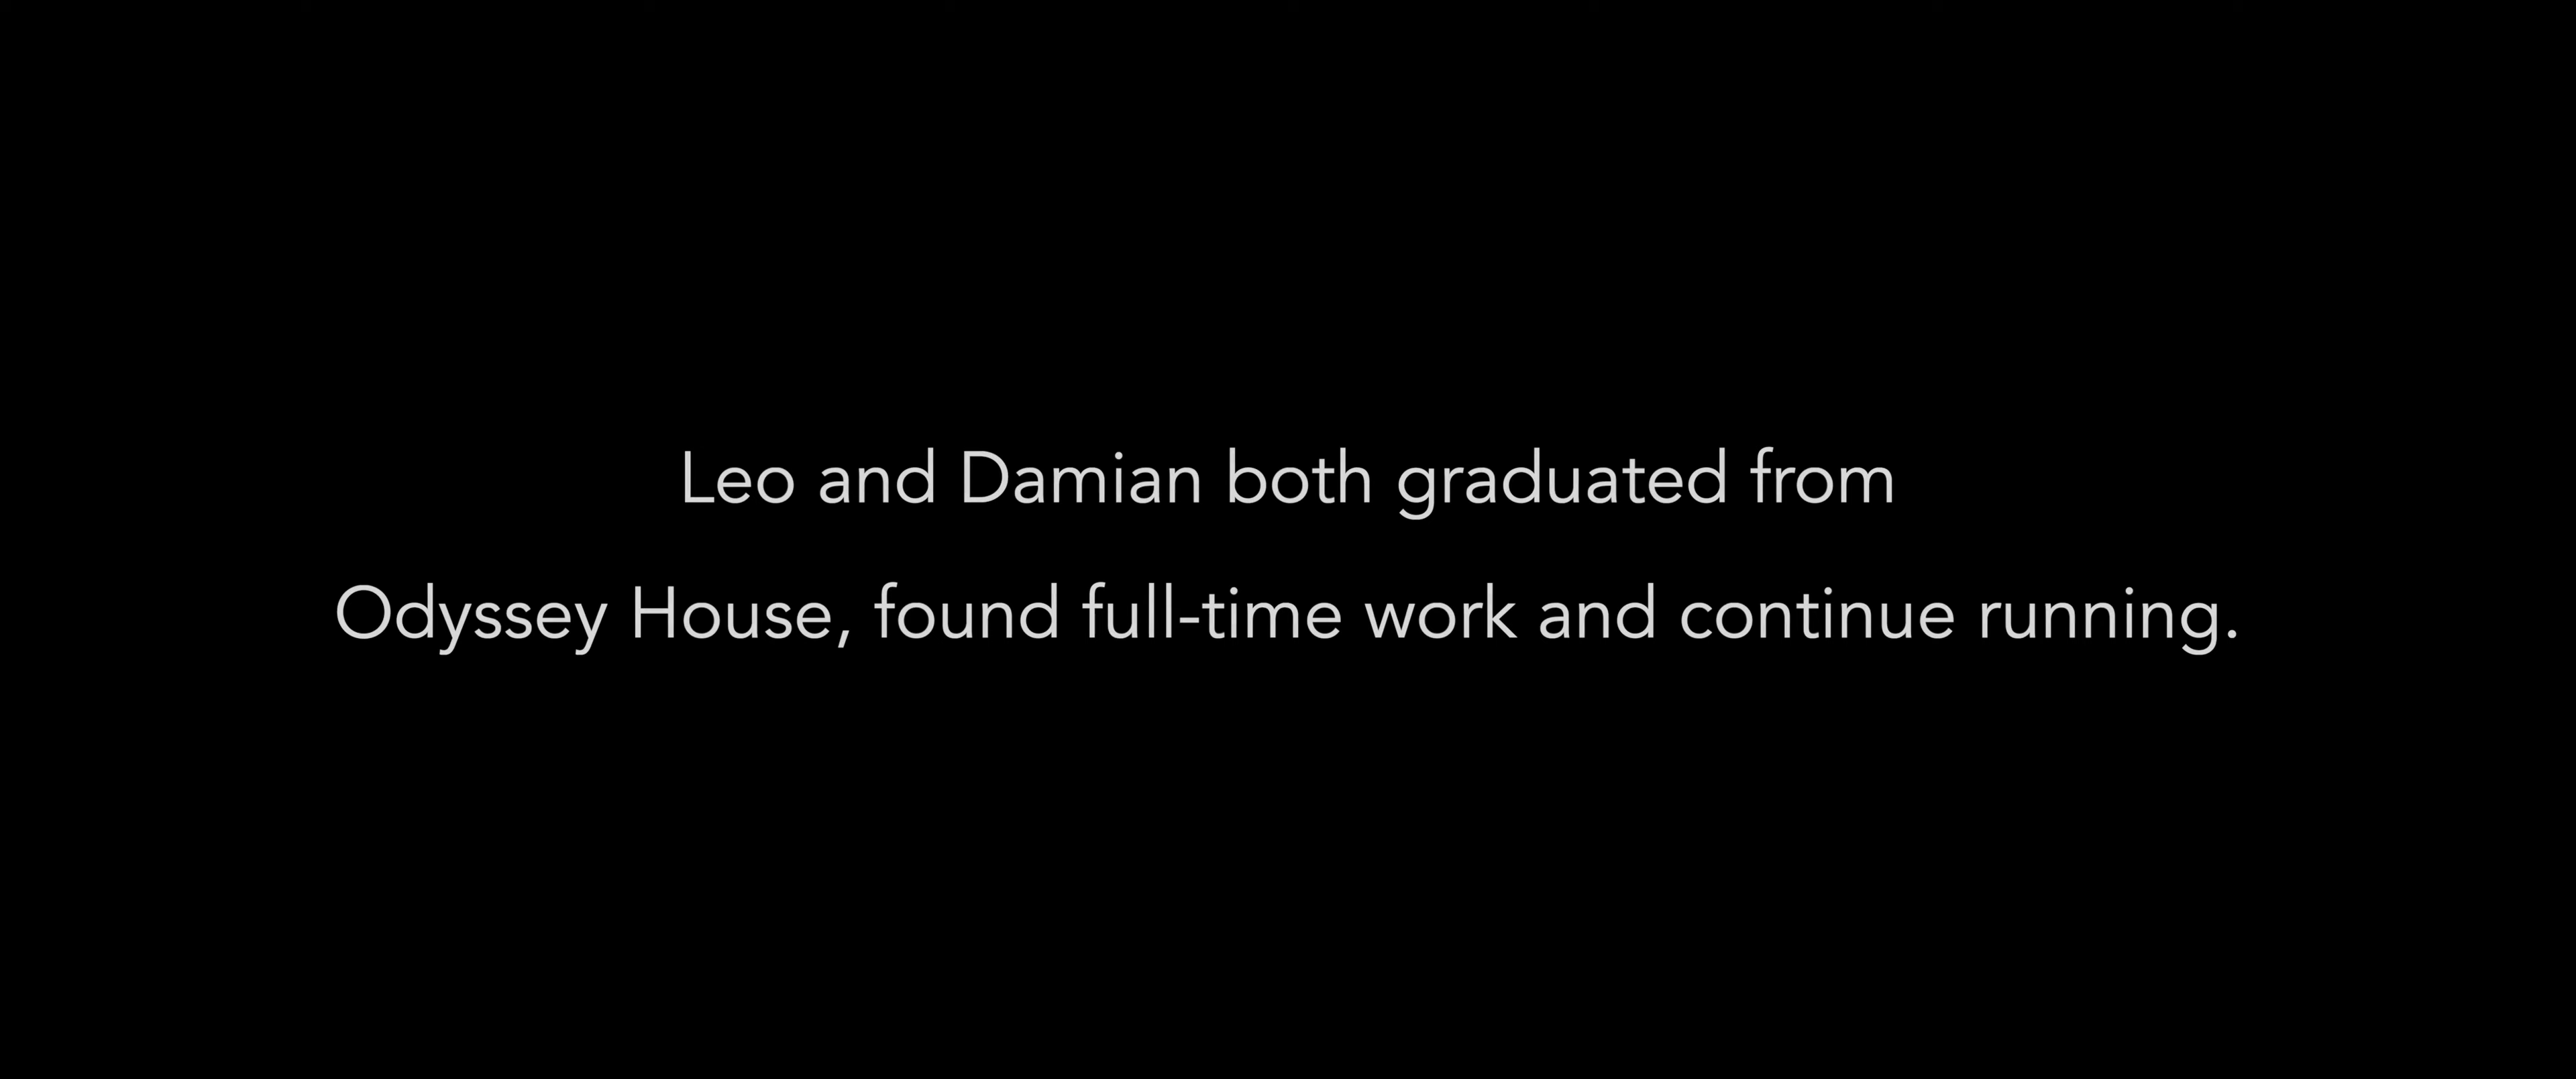 Leo and Damian both graduated from
Odyssey House, found full-time work and continue running.